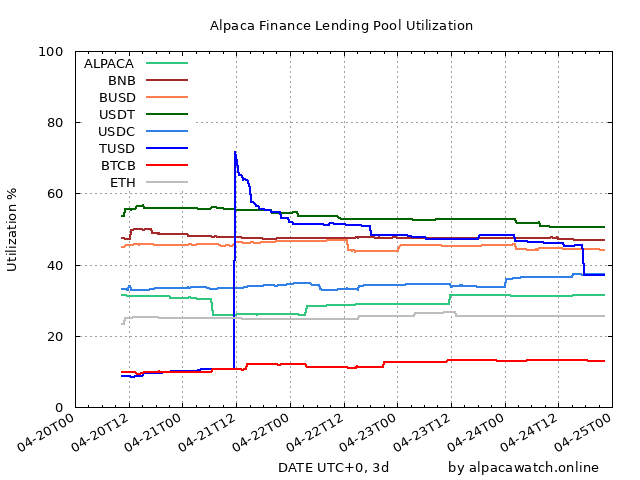 Alpaca Finance Lending Pool Utilization
100
80
60
40
20
0
Utilization %
ALPACA
BNB
BUSD
USDT
USDC
TUSD
BTCB
ETH
04-20T00
04-20T12
04-21T00
04-21T12
04-22T00
04-22T12
04-23T00
04-23T12
04-24T00
04-24T12
04-25T00
DATE UTC+0, 3d
by alpacawatch.online